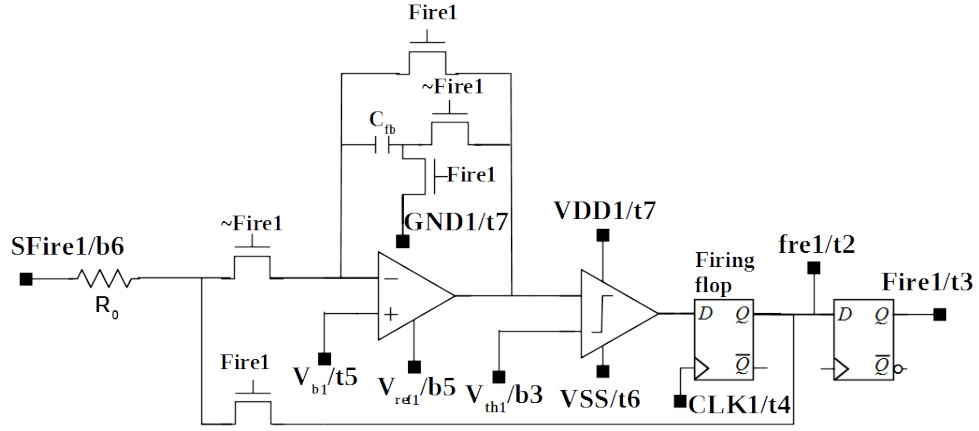 Fire1
~Fire1
C_fb
Fire1
GND1/t7
VDD1/t7
~Fire1
SFire1/b6
fre1/t2
Firing
flop
Fire1/t3
R_0
−
+
D Q
Q̅
D Q
Q̅
Fire1
V_b1/t5
V_ref1/b5
V_th1/b3
VSS/t6
CLK1/t4